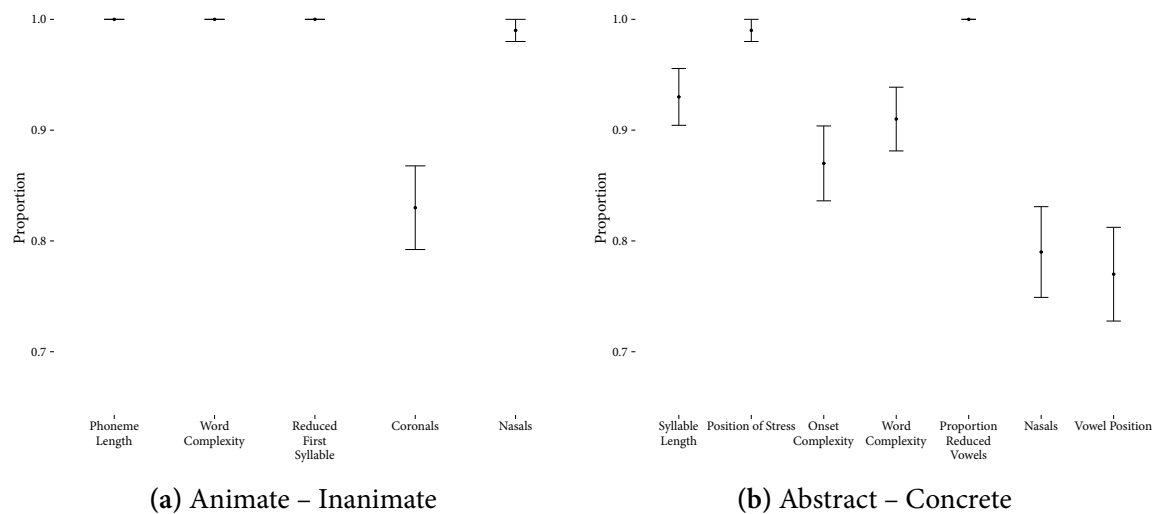 1.0
0.9
0.8
0.7
Proportion
Phoneme
Length
Word
Complexity
Reduced
First
Syllable
Coronals
Nasals
(a) Animate – Inanimate
1.0
0.9
0.8
0.7
Proportion
Syllable
Length
Position of Stress
Onset
Complexity
Word
Complexity
Proportion
Reduced
Vowels
Nasals
Vowel Position
(b) Abstract – Concrete